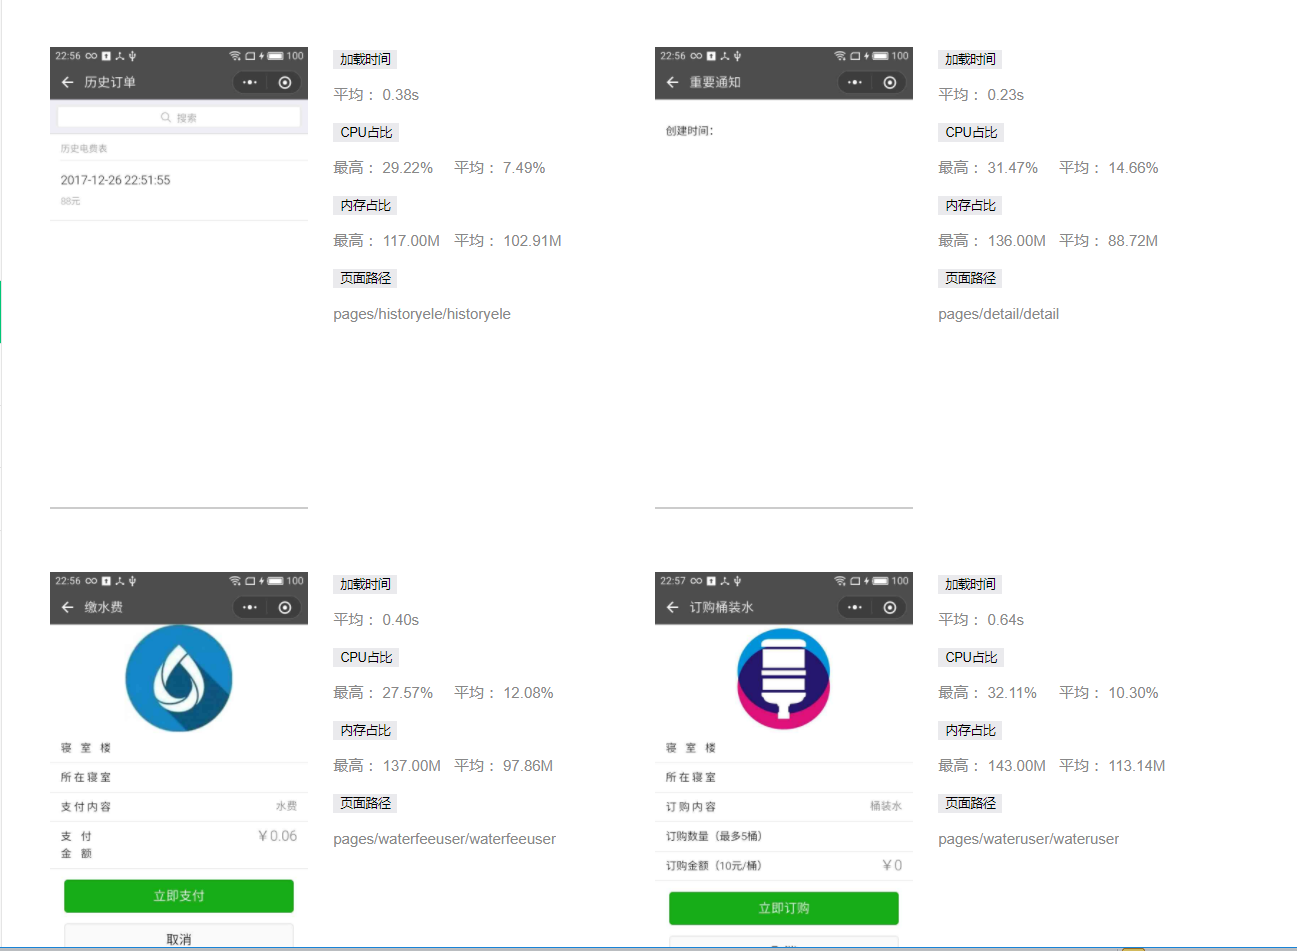 22:56
100
历史订单
搜索
历史电费表
2017-12-26 22:51:55
88元
加载时间
平均： 0.38s
CPU占比
最高： 29.22% 平均： 7.49%
内存占比
最高： 117.00M 平均： 102.91M
页面路径
pages/historyele/historyele
22:56
100
重要通知
创建时间:
加载时间
平均： 0.23s
CPU占比
最高： 31.47% 平均： 14.66%
内存占比
最高： 136.00M 平均： 88.72M
页面路径
pages/detail/detail
22:56
100
缴水费
寝 室 楼
所在寝室
支付内容 水费
支 付 ￥0.06
金 额
立即支付
取消
加载时间
平均： 0.40s
CPU占比
最高： 27.57% 平均： 12.08%
内存占比
最高： 137.00M 平均： 97.86M
页面路径
pages/waterfeeuser/waterfeeuser
22:57
100
订购桶装水
寝 室 楼
所在寝室
订购内容 桶装水
订购数量（最多5桶）
订购金额（10元/桶） ￥0
立即订购
加载时间
平均： 0.64s
CPU占比
最高： 32.11% 平均： 10.30%
内存占比
最高： 143.00M 平均： 113.14M
页面路径
pages/wateruser/wateruser